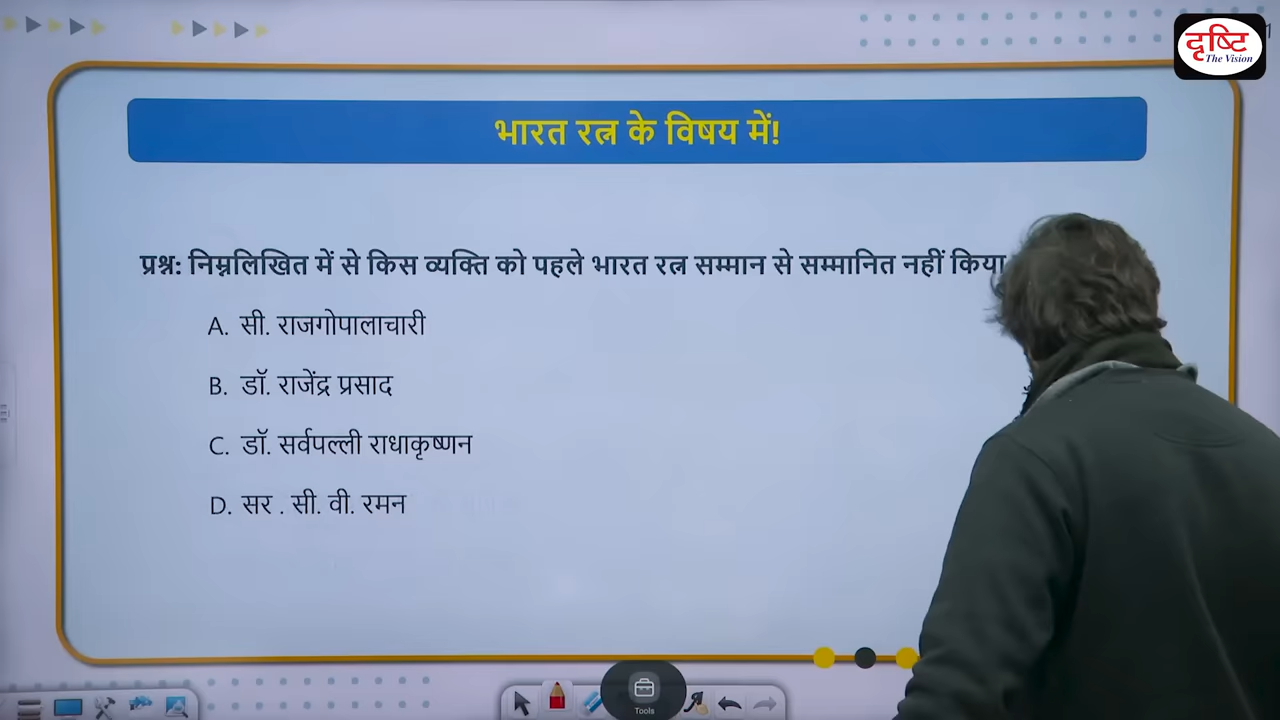 दृष्टि
The Vision
भारत रत्न के विषय में!
प्रश्न: निम्नलिखित में से किस व्यक्ति को पहले भारत रत्न सम्मान से सम्मानित नहीं किया
A. सी. राजगोपालाचारी
B. डॉ. राजेंद्र प्रसाद
C. डॉ. सर्वपल्ली राधाकृष्णन
D. सर . सी. वी. रमन
Tools